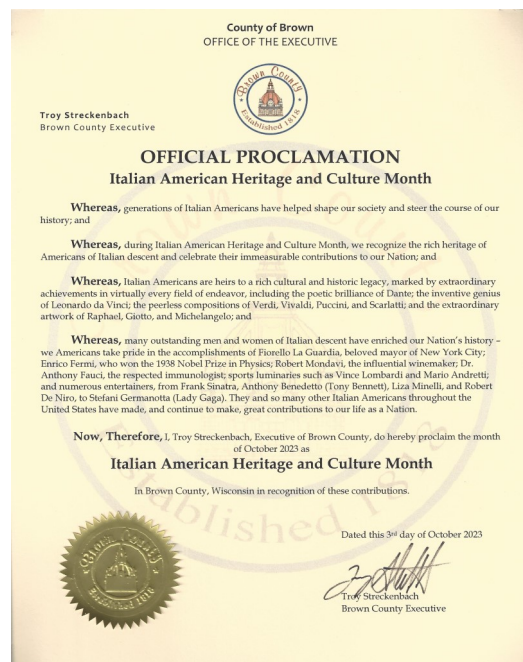 County of Brown
OFFICE OF THE EXECUTIVE
Brown County
Established 1818
Troy Streckenbach
Brown County Executive
OFFICIAL PROCLAMATION
Italian American Heritage and Culture Month
Whereas, generations of Italian Americans have helped shape our society and steer the course of our
history; and
Whereas, during Italian American Heritage and Culture Month, we recognize the rich heritage of
Americans of Italian descent and celebrate their immeasurable contributions to our Nation; and
Whereas, Italian Americans are heirs to a rich cultural and historic legacy, marked by extraordinary
achievements in virtually every field of endeavor, including the poetic brilliance of Dante; the inventive genius
of Leonardo da Vinci; the peerless compositions of Verdi, Vivaldi, Puccini, and Scarlatti; and the extraordinary
artwork of Raphael, Giotto, and Michelangelo; and
Whereas, many outstanding men and women of Italian descent have enriched our Nation's history –
we Americans take pride in the accomplishments of Fiorello La Guardia, beloved mayor of New York City;
Enrico Fermi, who won the 1938 Nobel Prize in Physics; Robert Mondavi, the influential winemaker; Dr.
Anthony Fauci, the respected immunologist; sports luminaries such as Vince Lombardi and Mario Andretti;
and numerous entertainers, from Frank Sinatra, Anthony Benedetto (Tony Bennett), Liza Minelli, and Robert
De Niro, to Stefani Germanotta (Lady Gaga). They and so many other Italian Americans throughout the
United States have made, and continue to make, great contributions to our life as a Nation.
Now, Therefore, I, Troy Streckenbach, Executive of Brown County, do hereby proclaim the month
of October 2023 as
Italian American Heritage and Culture Month
In Brown County, Wisconsin in recognition of these contributions.
Dated this 3rd day of October 2023
Troy Streckenbach
Brown County Executive
Brown County
Established 1818